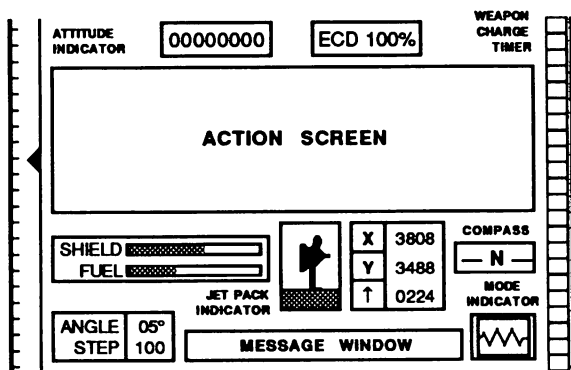 ATTITUDE
INDICATOR
00000000
ECD 100%
WEAPON
CHARGE
TIMER
ACTION SCREEN
SHIELD
FUEL
JET PACK
INDICATOR
X 3808
Y 3488
↑ 0224
COMPASS
— N —
MODE
INDICATOR
ANGLE 05°
STEP 100
MESSAGE WINDOW